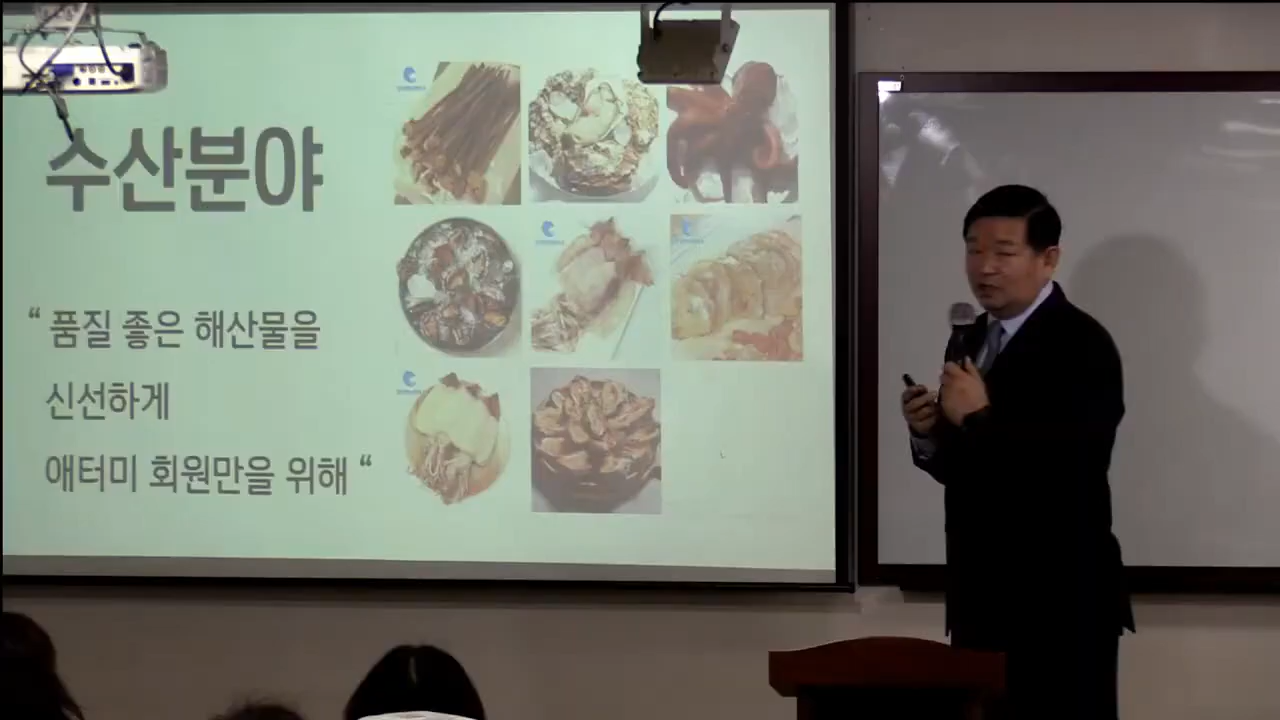 수산분야
“ 품질 좋은 해산물을
신선하게
애터미 회원만을 위해 “